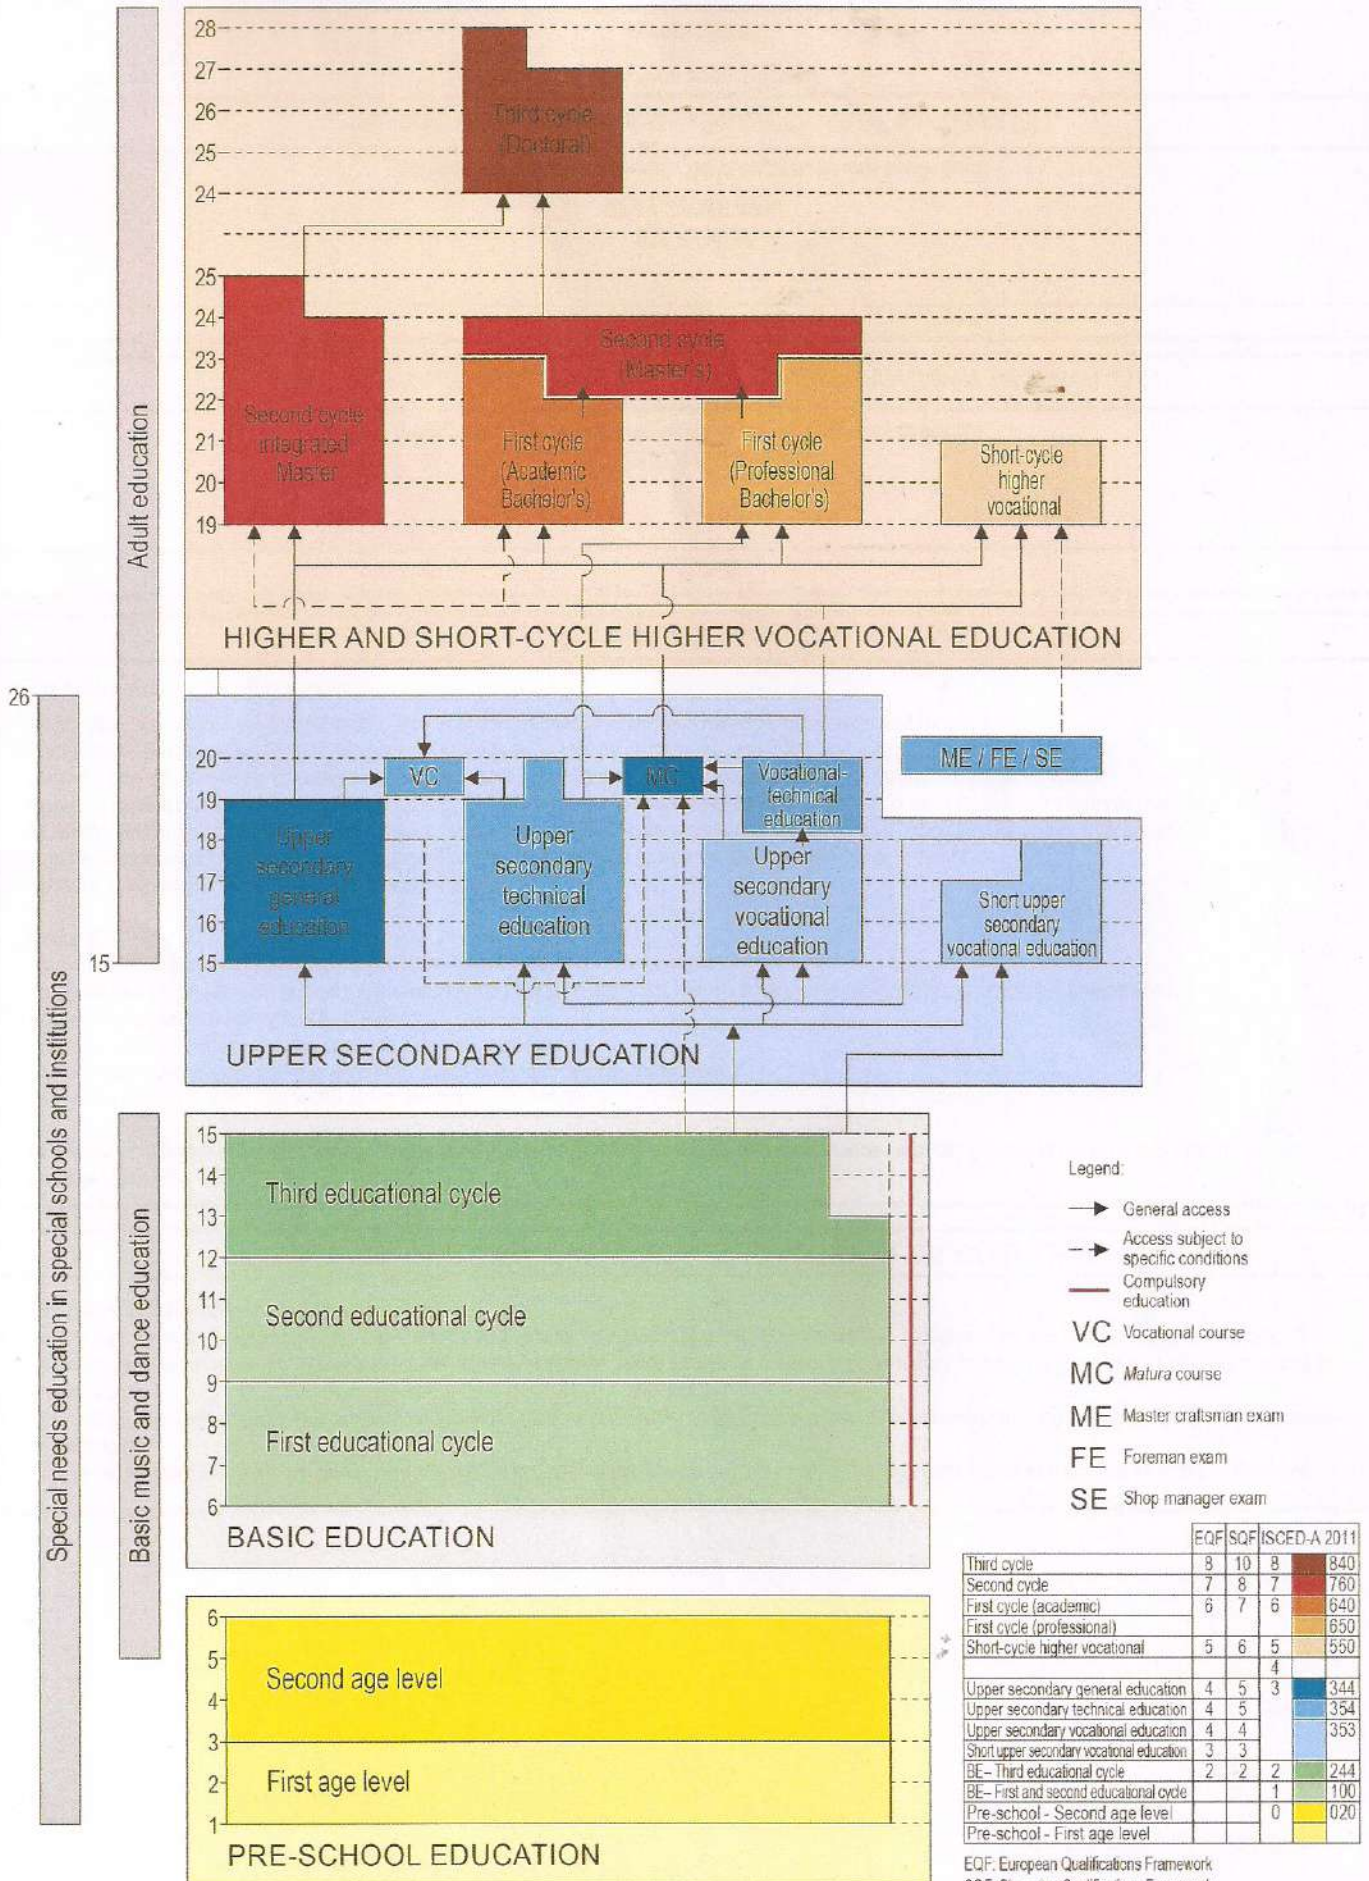 28
27
26
25
24
Third cycle
(Doctoral)
25
24
23
22
21
20
19
Second cycle
integrated
Master
Second cycle
(Master's)
First cycle
(Academic
Bachelor's)
First cycle
(Professional
Bachelor's)
Short-cycle
higher
vocational
HIGHER AND SHORT-CYCLE HIGHER VOCATIONAL EDUCATION
Adult education
26
15
20
19
18
17
16
15
VC
MC
Vocational-
technical
education
ME / FE / SE
Upper
secondary
general
education
Upper
secondary
technical
education
Upper
secondary
vocational
education
Short upper
secondary
vocational education
UPPER SECONDARY EDUCATION
Special needs education in special schools and institutions
Basic music and dance education
15
14
13
12
11
10
9
8
7
6
Third educational cycle
Second educational cycle
First educational cycle
BASIC EDUCATION
6
5
4
3
2
1
Second age level
First age level
PRE-SCHOOL EDUCATION
Legend:
General access
Access subject to
specific conditions
Compulsory
education
VC Vocational course
MC Matura course
ME Master craftsman exam
FE Foreman exam
SE Shop manager exam
EQF SQF ISCED-A 2011
Third cycle 8 10 8 840
Second cycle 7 8 7 760
First cycle (academic) 6 7 6 640
First cycle (professional) 650
Short-cycle higher vocational 5 6 5 550
4
Upper secondary general education 4 5 3 344
Upper secondary technical education 4 5 354
Upper secondary vocational education 4 4 353
Short upper secondary vocational education 3 3
BE– Third educational cycle 2 2 2 244
BE– First and second educational cycle 1 100
Pre-school - Second age level 0 020
Pre-school - First age level
EQF: European Qualifications Framework